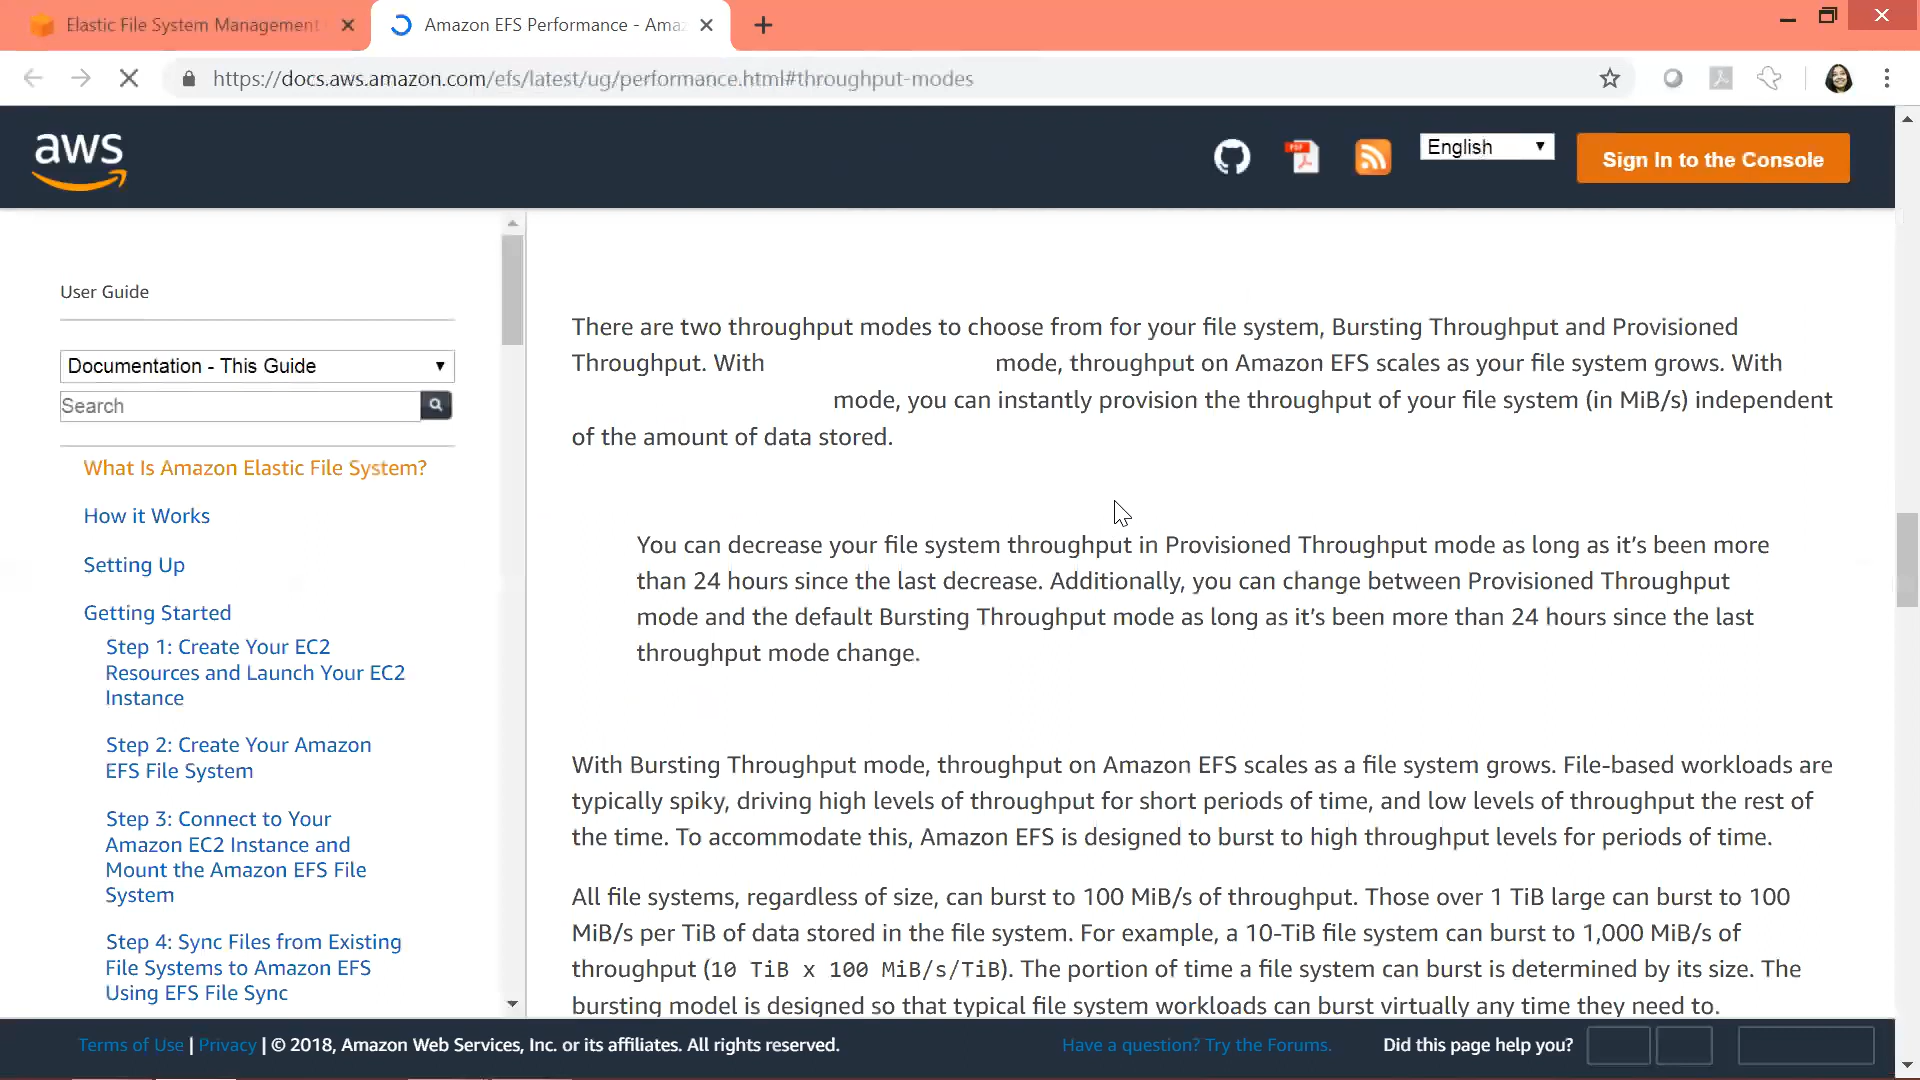 Elastic File System Management
Amazon EFS Performance - Amaz
https://docs.aws.amazon.com/efs/latest/ug/performance.html#throughput-modes
aws
PDF
English
Sign In to the Console
User Guide
Documentation - This Guide
Search
What Is Amazon Elastic File System?
How it Works
Setting Up
Getting Started
Step 1: Create Your EC2
Resources and Launch Your EC2
Instance
Step 2: Create Your Amazon
EFS File System
Step 3: Connect to Your
Amazon EC2 Instance and
Mount the Amazon EFS File
System
Step 4: Sync Files from Existing
File Systems to Amazon EFS
Using EFS File Sync
There are two throughput modes to choose from for your file system, Bursting Throughput and Provisioned
Throughput. With mode, throughput on Amazon EFS scales as your file system grows. With
mode, you can instantly provision the throughput of your file system (in MiB/s) independent
of the amount of data stored.
You can decrease your file system throughput in Provisioned Throughput mode as long as it’s been more
than 24 hours since the last decrease. Additionally, you can change between Provisioned Throughput
mode and the default Bursting Throughput mode as long as it’s been more than 24 hours since the last
throughput mode change.
With Bursting Throughput mode, throughput on Amazon EFS scales as a file system grows. File-based workloads are
typically spiky, driving high levels of throughput for short periods of time, and low levels of throughput the rest of
the time. To accommodate this, Amazon EFS is designed to burst to high throughput levels for periods of time.
All file systems, regardless of size, can burst to 100 MiB/s of throughput. Those over 1 TiB large can burst to 100
MiB/s per TiB of data stored in the file system. For example, a 10-TiB file system can burst to 1,000 MiB/s of
throughput (10 TiB x 100 MiB/s/TiB). The portion of time a file system can burst is determined by its size. The
bursting model is designed so that typical file system workloads can burst virtually any time they need to.
Terms of Use | Privacy | © 2018, Amazon Web Services, Inc. or its affiliates. All rights reserved.
Have a question? Try the Forums.
Did this page help you?